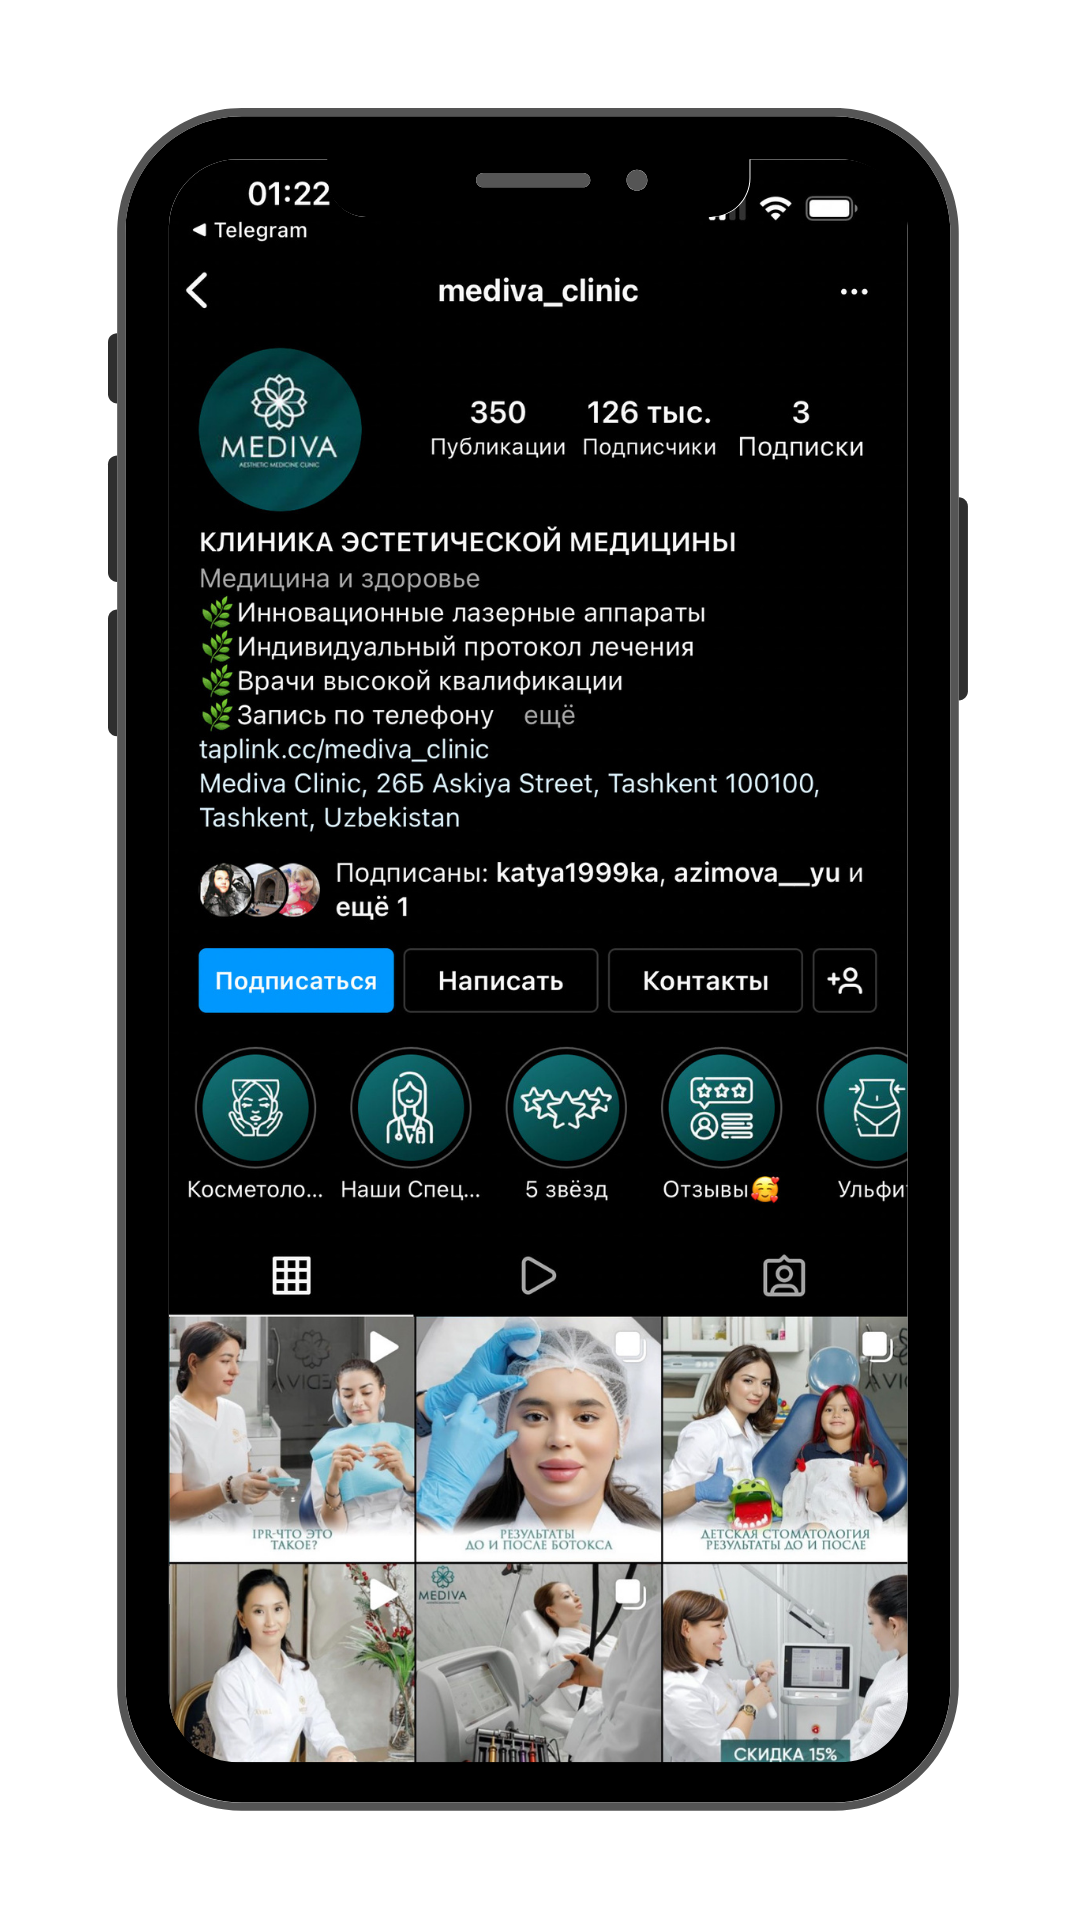 01:22
Telegram
mediva_clinic
MEDIVA
AESTHETIC MEDICINE CLINIC
350
126 тыс.
3
Публикации
Подписчики
Подписки
КЛИНИКА ЭСТЕТИЧЕСКОЙ МЕДИЦИНЫ
Медицина и здоровье
🌿Инновационные лазерные аппараты
🌿Индивидуальный протокол лечения
🌿Врачи высокой квалификации
🌿Запись по телефону ещё
taplink.cc/mediva_clinic
Mediva Clinic, 26Б Askiya Street, Tashkent 100100,
Tashkent, Uzbekistan
Подписаны: katya1999ka, azimova__yu и
ещё 1
Подписаться
Написать
Контакты
Косметоло...
Наши Спец...
5 звёзд
Отзывы🥰
Ульфи
IPR-ЧТО ЭТО
ТАКОЕ?
РЕЗУЛЬТАТЫ
ДО И ПОСЛЕ БОТОКСА
ДЕТСКАЯ СТОМАТОЛОГИЯ
РЕЗУЛЬТАТЫ ДО И ПОСЛЕ
MEDIVA
СКИДКА 15%